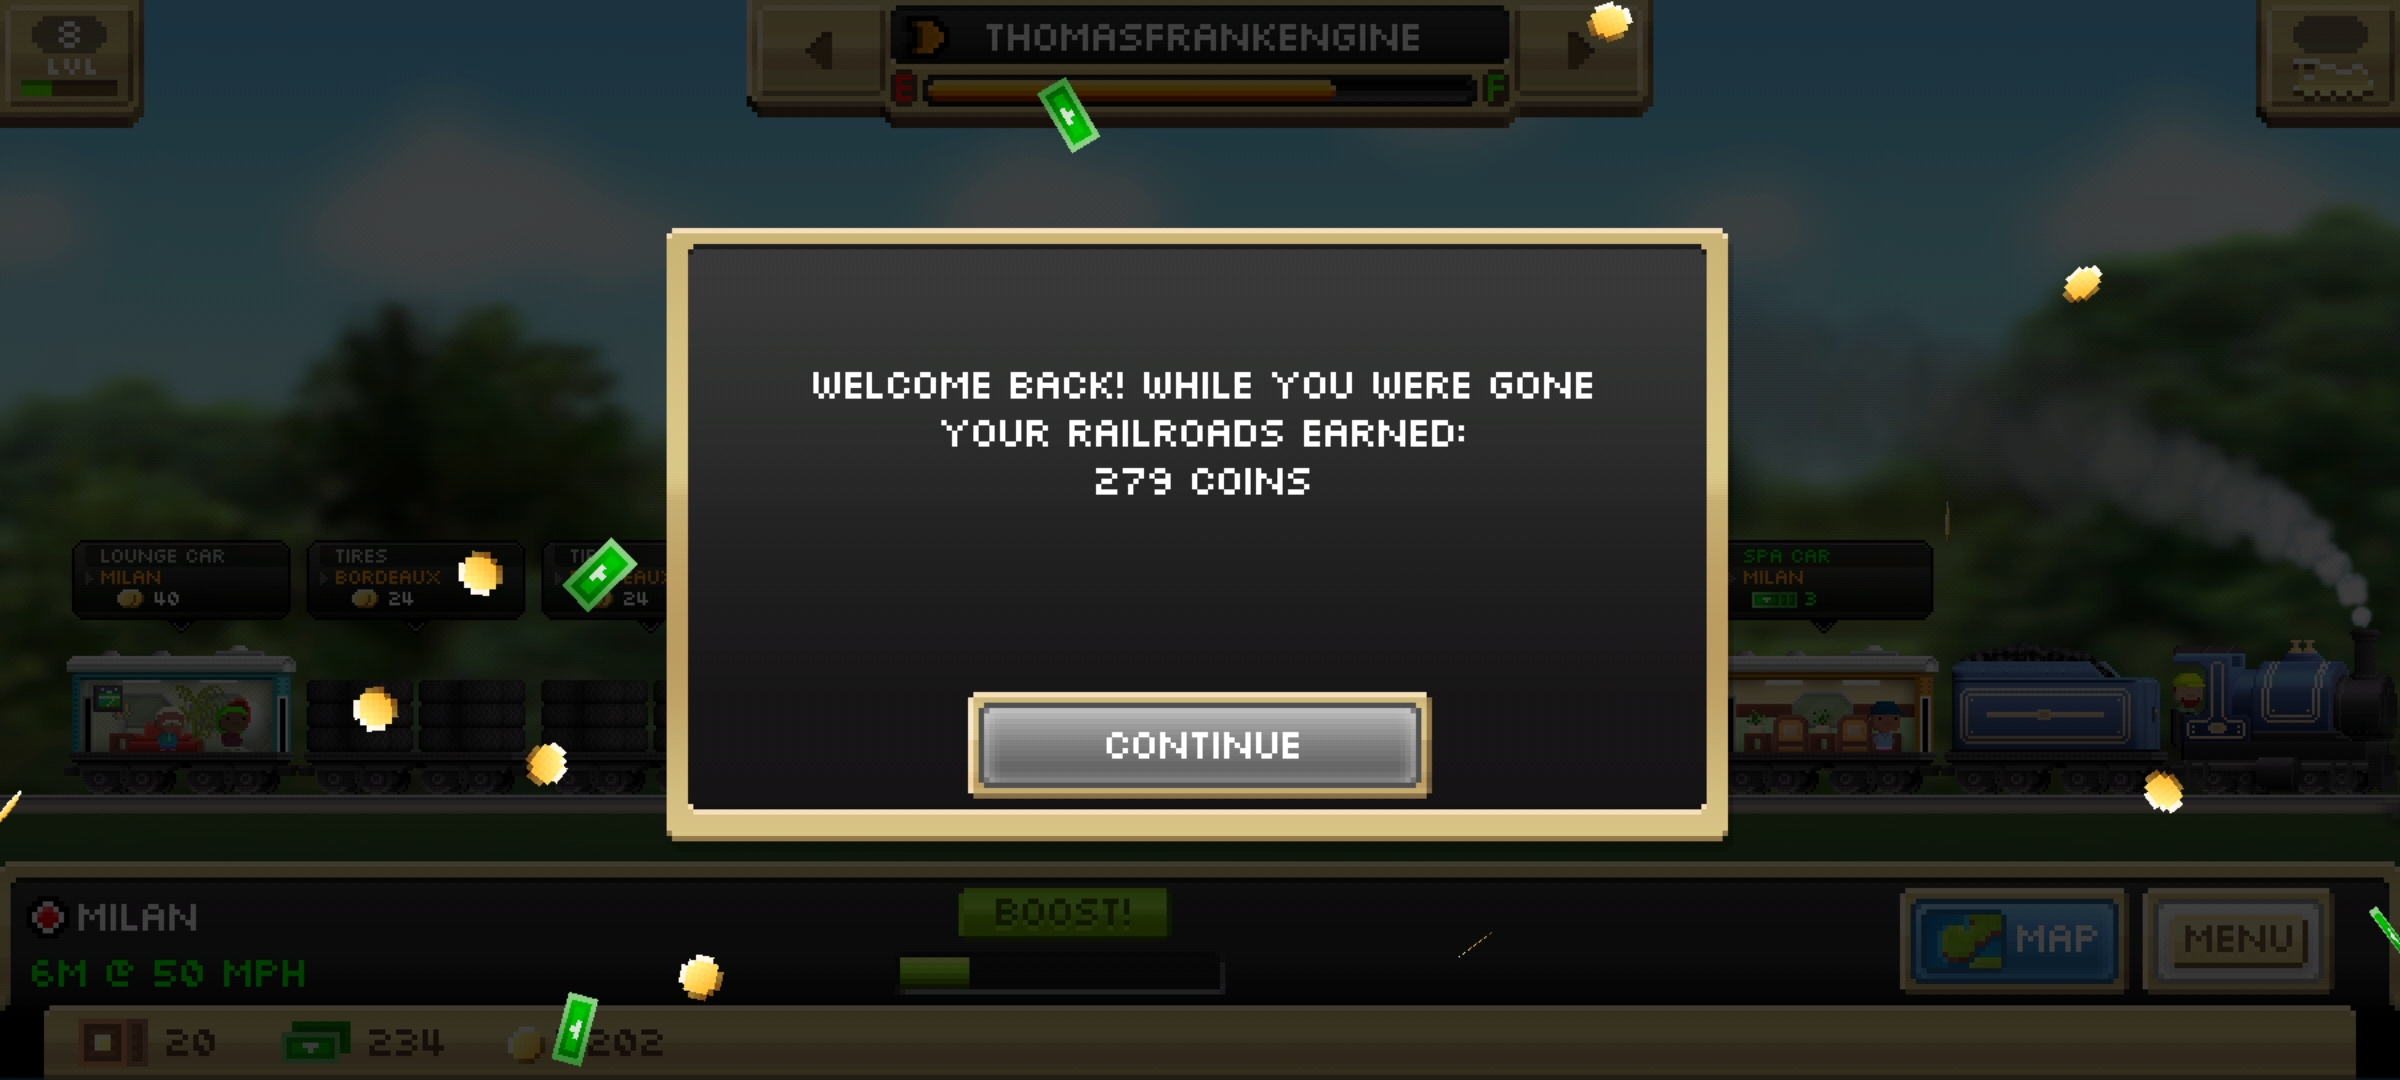 8
LVL
THOMASFRANKENGINE
E
F
WELCOME BACK! WHILE YOU WERE GONE
YOUR RAILROADS EARNED:
279 COINS
LOUNGE CAR
MILAN
40
TIRES
BORDEAUX
24
24
SPA CAR
MILAN
3
CONTINUE
MILAN
6M @ 50 MPH
BOOST!
MAP
MENU
20
234